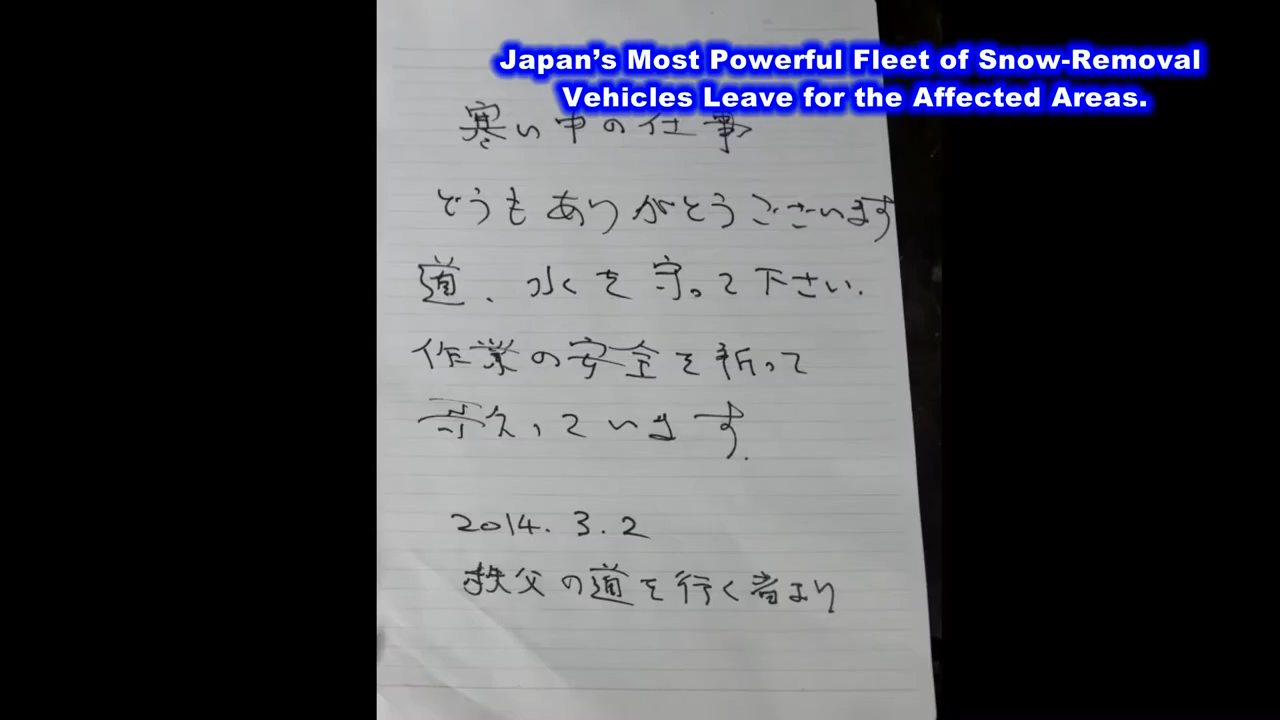 Japan’s Most Powerful Fleet of Snow-Removal
Vehicles Leave for the Affected Areas.
寒い中の仕事
どうもありがとうございます
道、水を守って下さい.
作業の安全を祈って
ています.
2014. 3. 2
秩父の道を行く者より